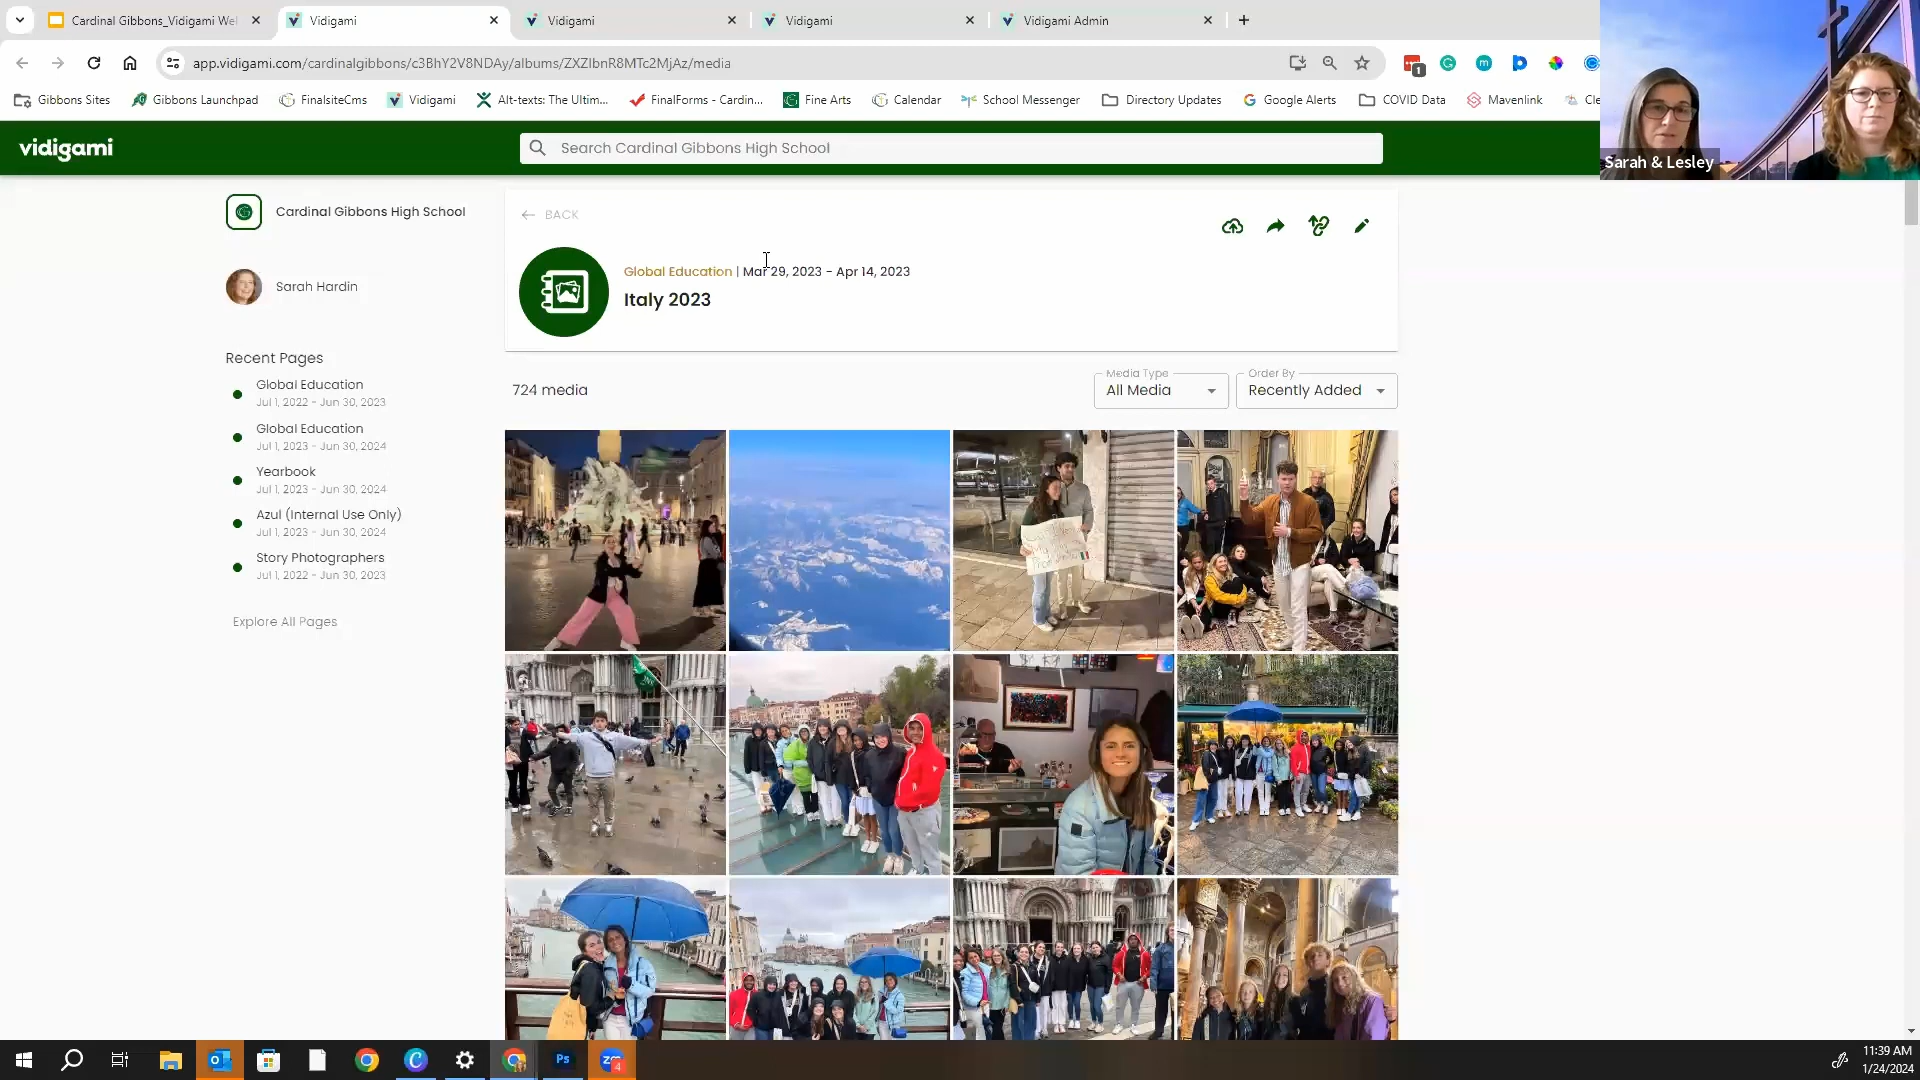 Cardinal Gibbons_Vidigami Wel
Vidigami
Vidigami
Vidigami
Vidigami Admin
app.vidigami.com/cardinalgibbons/c3BhY2V8NDAy/albums/ZXZlbnR8MTc2MjAz/media
1
Gibbons Sites
Gibbons Launchpad
FinalsiteCms
Vidigami
Alt-texts: The Ultim...
FinalForms - Cardin...
Fine Arts
Calendar
School Messenger
Directory Updates
Google Alerts
COVID Data
Mavenlink
Cle
Sarah & Lesley
vidigami
Search Cardinal Gibbons High School
Cardinal Gibbons High School
Sarah Hardin
Recent Pages
Global Education
Jul 1, 2022 - Jun 30, 2023
Global Education
Jul 1, 2023 - Jun 30, 2024
Yearbook
Jul 1, 2023 - Jun 30, 2024
Azul (Internal Use Only)
Jul 1, 2023 - Jun 30, 2024
Story Photographers
Jul 1, 2022 - Jun 30, 2023
Explore All Pages
BACK
Global Education | Mar 29, 2023 - Apr 14, 2023
Italy 2023
724 media
Media Type
All Media
Order By
Recently Added
Ps
4
11:39 AM
1/24/2024